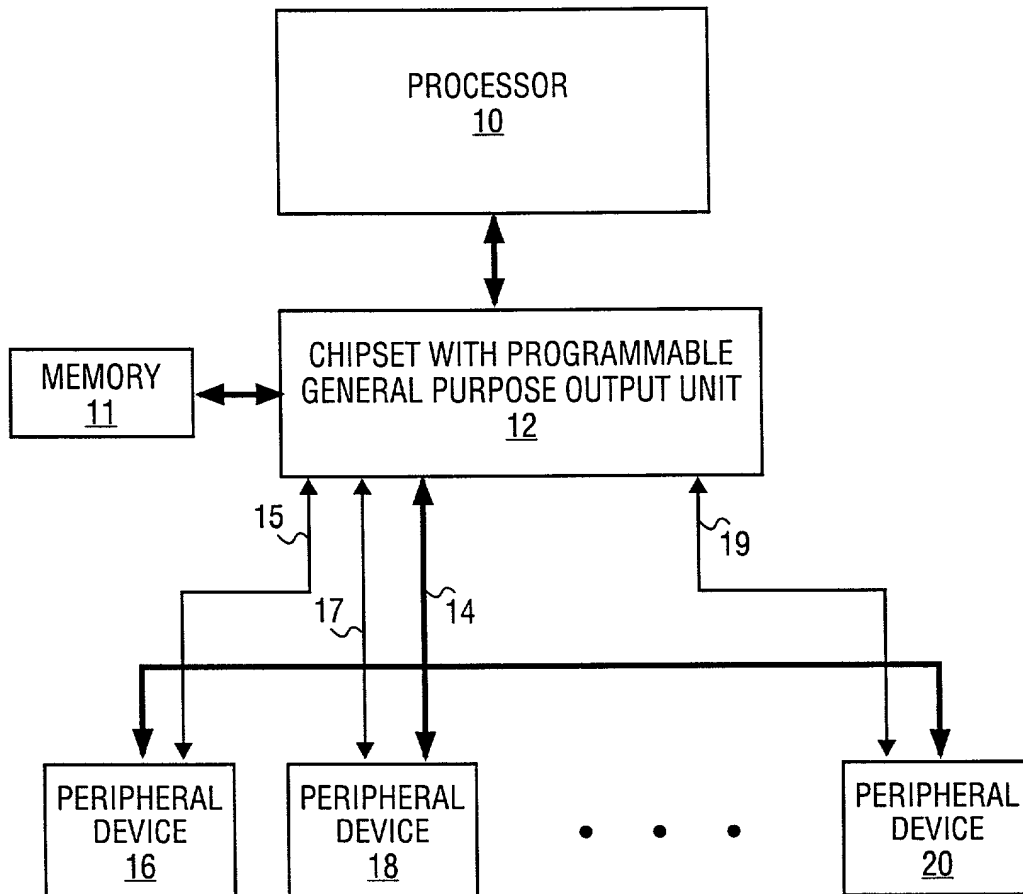 PROCESSOR
10
CHIPSET WITH PROGRAMMABLE
GENERAL PURPOSE OUTPUT UNIT
12
MEMORY
11
15
17
14
19
PERIPHERAL
DEVICE
16
PERIPHERAL
DEVICE
18
PERIPHERAL
DEVICE
20